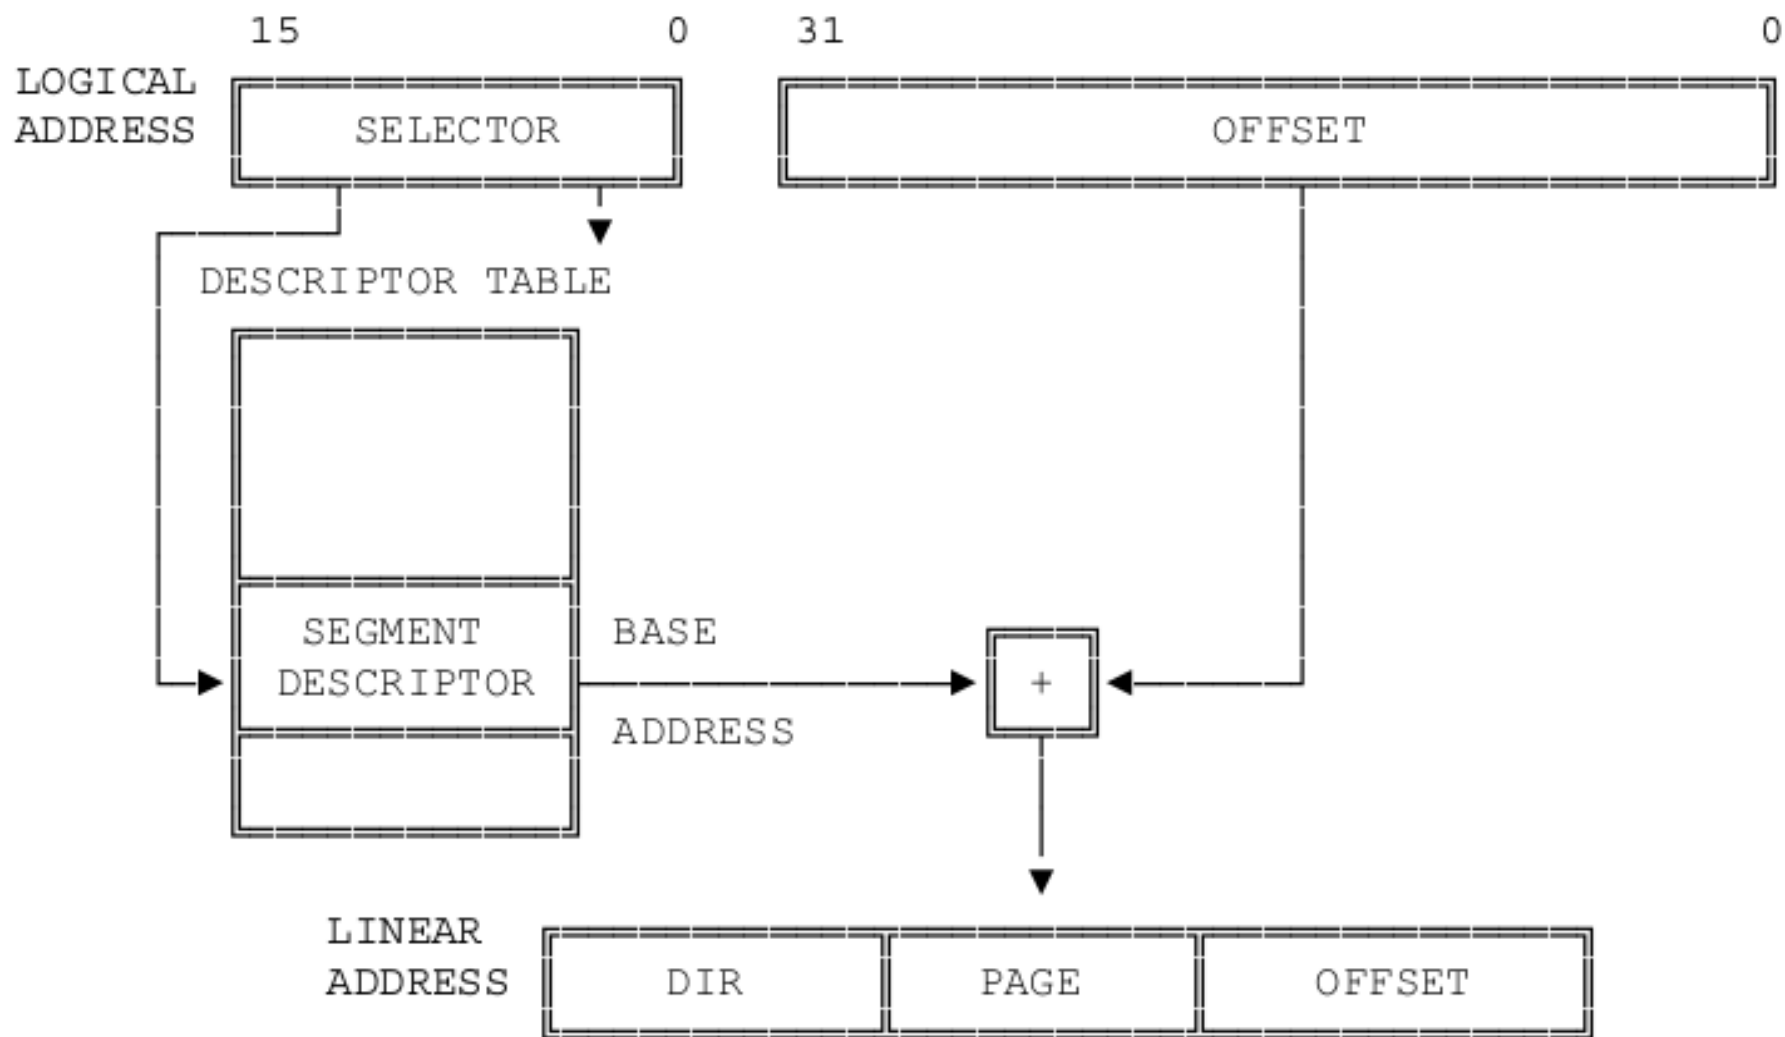 15 0 31 0
LOGICAL
ADDRESS SELECTOR OFFSET
DESCRIPTOR TABLE
SEGMENT BASE
DESCRIPTOR +
ADDRESS
LINEAR
ADDRESS DIR PAGE OFFSET